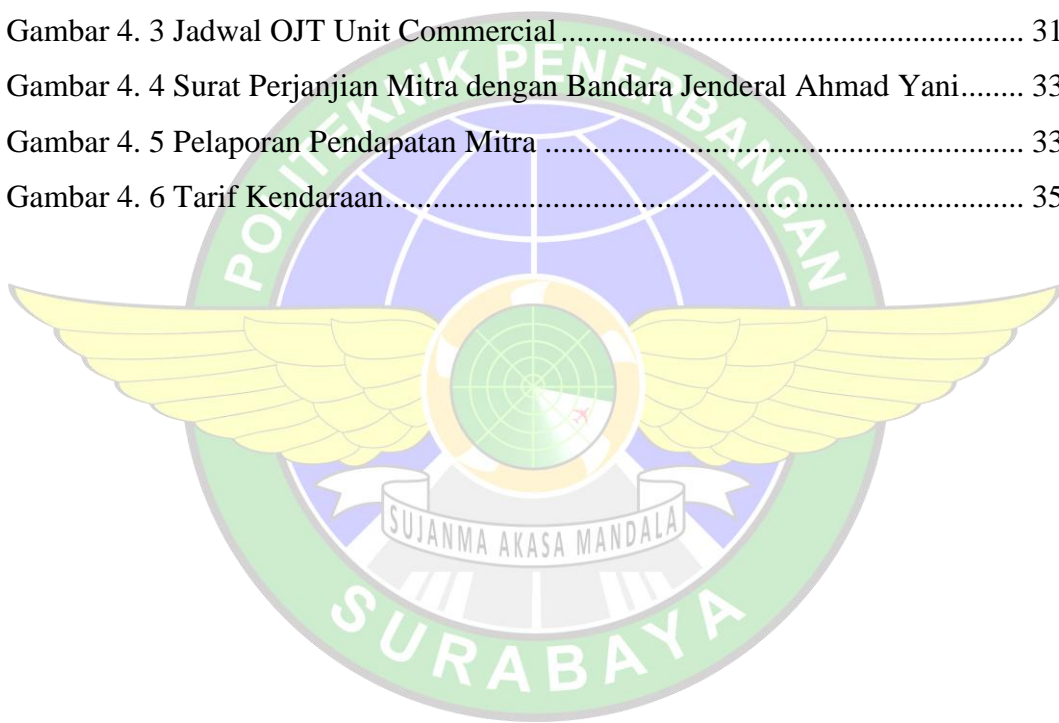 Gambar 4. 3 Jadwal OJT Unit Commercial ........................................................ 31
Gambar 4. 4 Surat Perjanjian Mitra dengan Bandara Jenderal Ahmad Yani........ 33
Gambar 4. 5 Pelaporan Pendapatan Mitra .......................................................... 33
Gambar 4. 6 Tarif Kendaraan............................................................................. 35
POLITEKNIK PENERBANGAN
SUJANMA AKASA MANDALA
SURABAYA